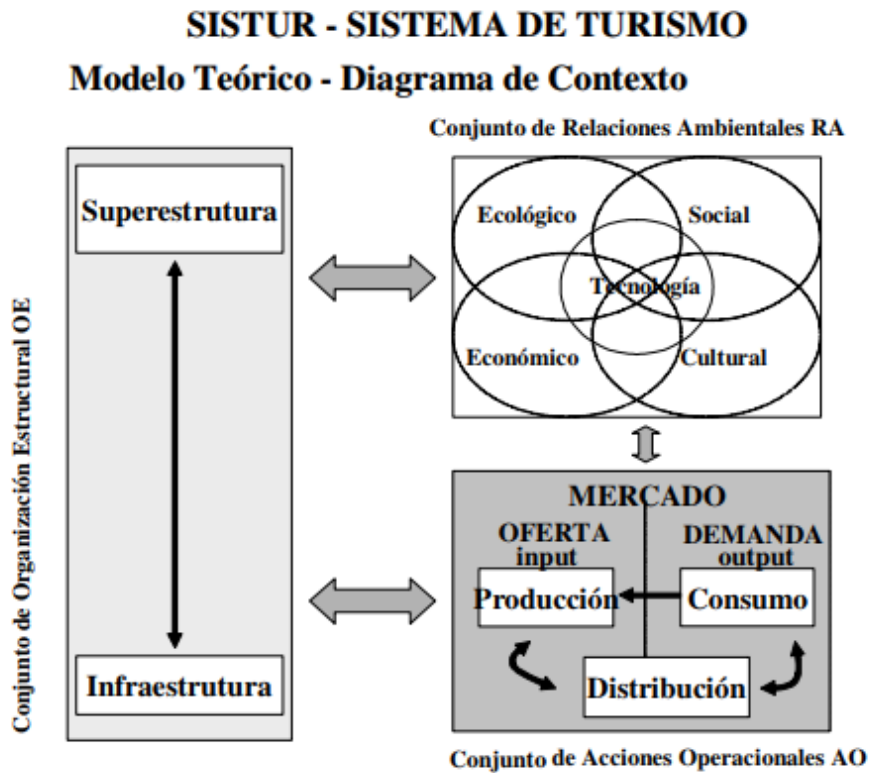 SISTUR - SISTEMA DE TURISMO
Modelo Teórico - Diagrama de Contexto
Conjunto de Organización Estructural OE
Superestrutura
Infraestrutura
Conjunto de Relaciones Ambientales RA
Ecológico
Social
Tecnología
Económico
Cultural
MERCADO
OFERTA
input
DEMANDA
output
Producción
Consumo
Distribución
Conjunto de Acciones Operacionales AO